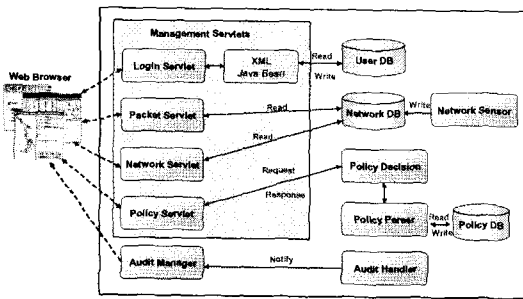 Management Servlets
Web Browser
Login Servlet
XML
Java Bean
Read
Write
User DB
Packet Servlet
Read
Network DB
Write
Network Sensor
Network Servlet
Read
Request
Policy Decision
Policy Servlet
Response
Policy Parser
Read
Write
Policy DB
Audit Manager
Notify
Audit Handler